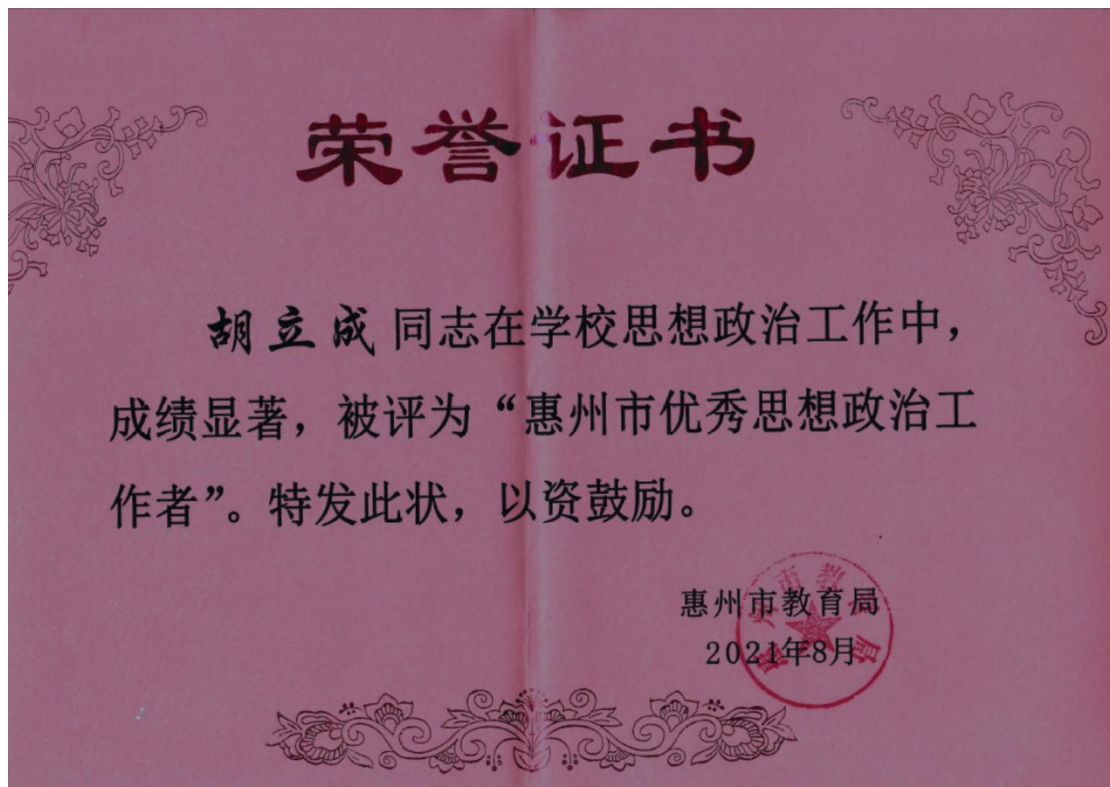 荣誉证书
胡立成 同志在学校思想政治工作中，
成绩显著，被评为“惠州市优秀思想政治工
作者”。特发此状，以资鼓励。
惠州市教育局
2021年8月